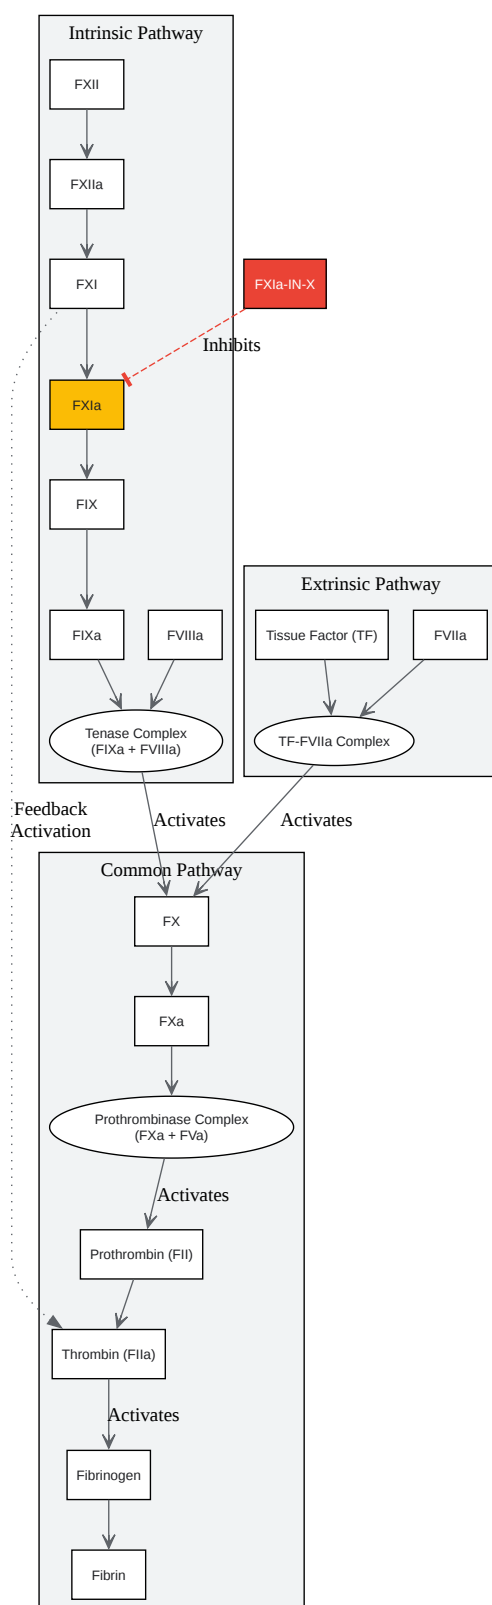 Intrinsic Pathway
FXII
FXIIa
FXI
FXIa-IN-X
Inhibits
FXIa
FIX
Extrinsic Pathway
FIXa
FVIIIa
Tissue Factor (TF)
FVIIa
Tenase Complex
(FIXa + FVIIIa)
TF-FVIIa Complex
Feedback
Activation
Activates
Activates
Common Pathway
FX
FXa
Prothrombinase Complex
(FXa + FVa)
Activates
Prothrombin (FII)
Thrombin (FIIa)
Activates
Fibrinogen
Fibrin